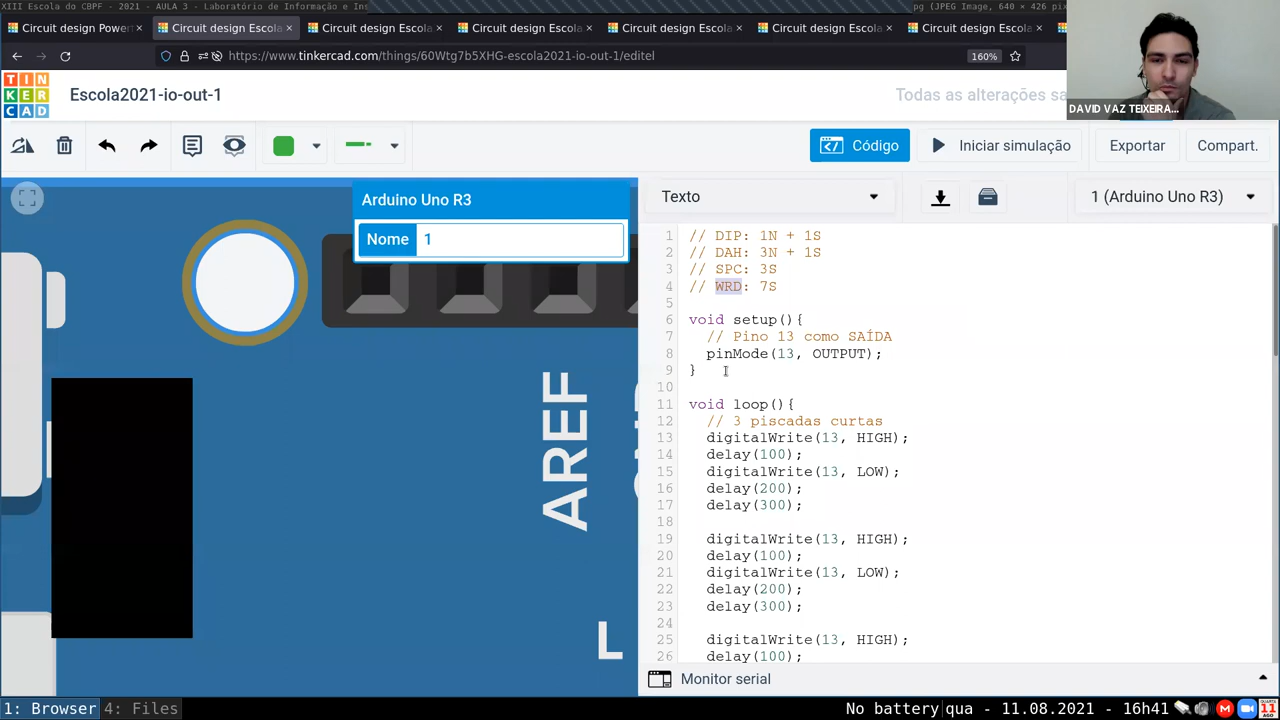 XIII Escola do CBPF - 2021 - AULA 3 - Laboratório de Informação e Ins
pg (JPEG Image, 640 × 426 pix
Circuit design Power
Circuit design Escola
Circuit design Escola
Circuit design Escola
Circuit design Escola
Circuit design Escola
Circuit design Escola
https://www.tinkercad.com/things/60Wtg7b5XHG-escola2021-io-out-1/editel
160%
DAVID VAZ TEIXEIRA...
TIN
KER
CAD
Escola2021-io-out-1
Todas as alterações sa
Código
Iniciar simulação
Exportar
Compart.
Arduino Uno R3
Nome 1
Texto
1 (Arduino Uno R3)
1 // DIP: 1N + 1S
2 // DAH: 3N + 1S
3 // SPC: 3S
4 // WRD: 7S
5
6 void setup(){
7 // Pino 13 como SAÍDA
8 pinMode(13, OUTPUT);
9 }
10
11 void loop(){
12 // 3 piscadas curtas
13 digitalWrite(13, HIGH);
14 delay(100);
15 digitalWrite(13, LOW);
16 delay(200);
17 delay(300);
18
19 digitalWrite(13, HIGH);
20 delay(100);
21 digitalWrite(13, LOW);
22 delay(200);
23 delay(300);
24
25 digitalWrite(13, HIGH);
26 delay(100);
AREF
L
Monitor serial
1: Browser 4: Files
No battery qua - 11.08.2021 - 16h41
QUARTA
11
AGO